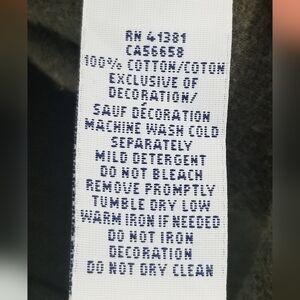 RN 41381
CA56658
100% COTTON/COTON
EXCLUSIVE OF
DECORATION/
SAUF DÉCORATION
MACHINE WASH COLD
SEPARATELY
MILD DETERGENT
DO NOT BLEACH
REMOVE PROMPTLY
TUMBLE DRY LOW
WARM IRON IF NEEDED
DO NOT IRON
DECORATION
DO NOT DRY CLEAN